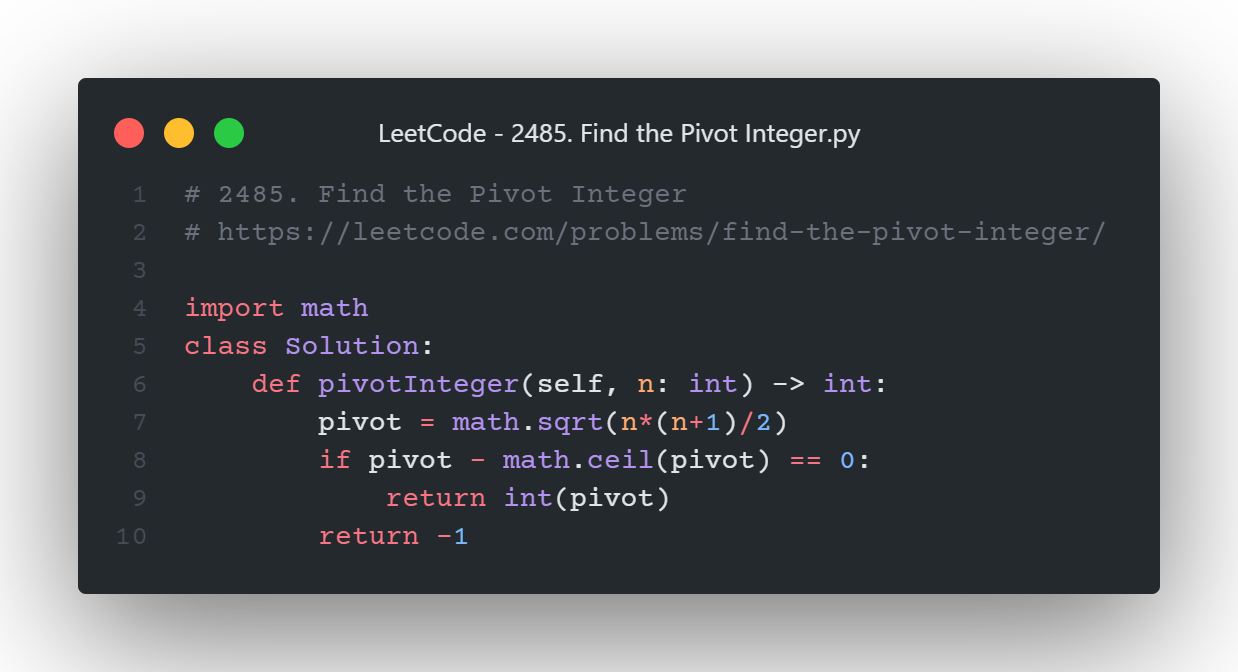 LeetCode - 2485. Find the Pivot Integer.py
1 # 2485. Find the Pivot Integer
2 # https://leetcode.com/problems/find-the-pivot-integer/
3
4 import math
5 class Solution:
6     def pivotInteger(self, n: int) -> int:
7         pivot = math.sqrt(n*(n+1)/2)
8         if pivot - math.ceil(pivot) == 0:
9             return int(pivot)
10         return -1